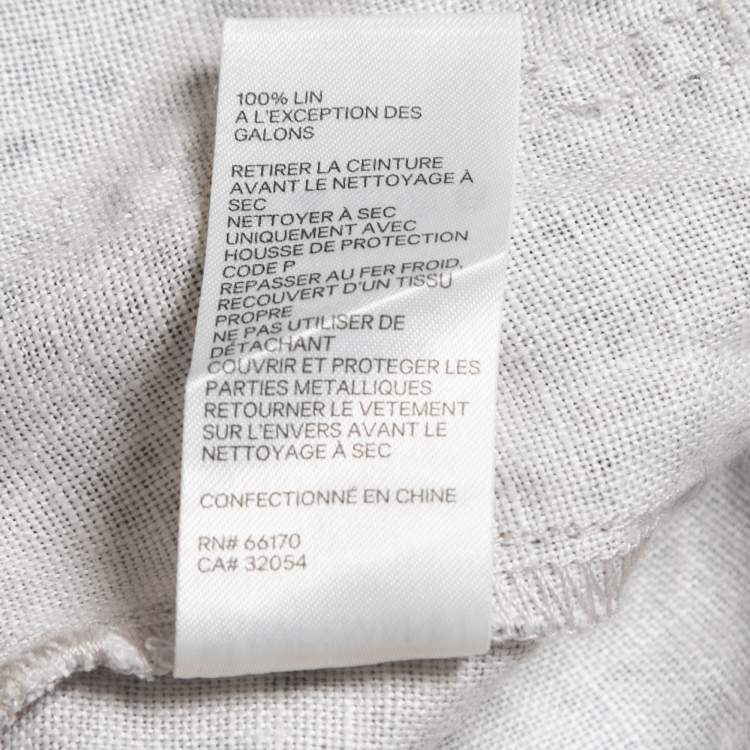 100% LIN
A L'EXCEPTION DES
GALONS
RETIRER LA CEINTURE
AVANT LE NETTOYAGE À
SEC
NETTOYER À SEC
UNIQUEMENT AVEC
HOUSSE DE PROTECTION
CODE P
REPASSER AU FER FROID,
RECOUVERT D'UN TISSU
PROPRE
NE PAS UTILISER DE
DÉTACHANT
COUVRIR ET PROTEGER LES
PARTIES METALLIQUES
RETOURNER LE VETEMENT
SUR L'ENVERS AVANT LE
NETTOYAGE À SEC
CONFECTIONNÉ EN CHINE
RN# 66170
CA# 32054